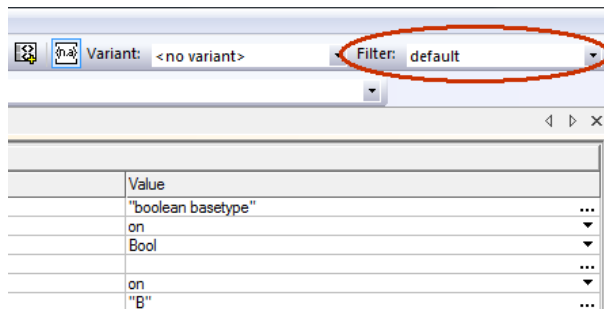 {n.a} Variant: <no variant> Filter: default
Value
"boolean basetype"
...
on
Bool
...
on
"B"
...